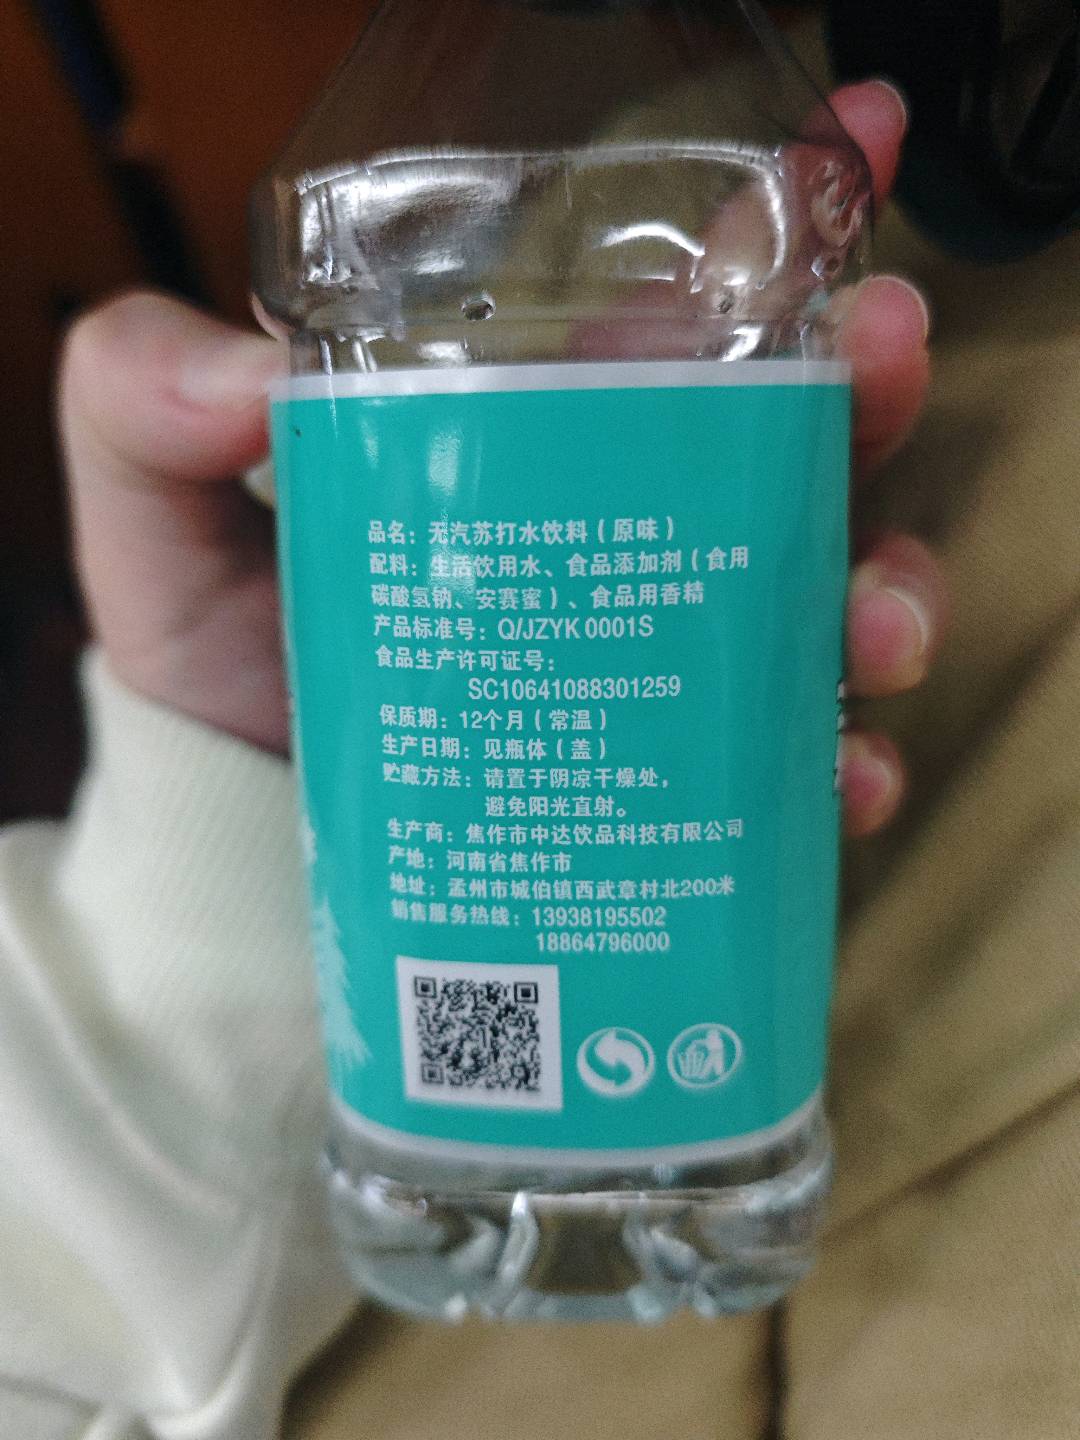 品名：无汽苏打水饮料（原味）
配料：生活饮用水、食品添加剂（食用
碳酸氢钠、安赛蜜）、食品用香精
产品标准号：Q/JZYK 0001S
食品生产许可证号：
SC10641088301259
保质期：12个月（常温）
生产日期：见瓶体（盖）
贮藏方法：请置于阴凉干燥处，
避免阳光直射。
生产商：焦作市中达饮品科技有限公司
产地：河南省焦作市
地址：孟州市城伯镇西武章村北200米
销售服务热线：13938195502
18864796000